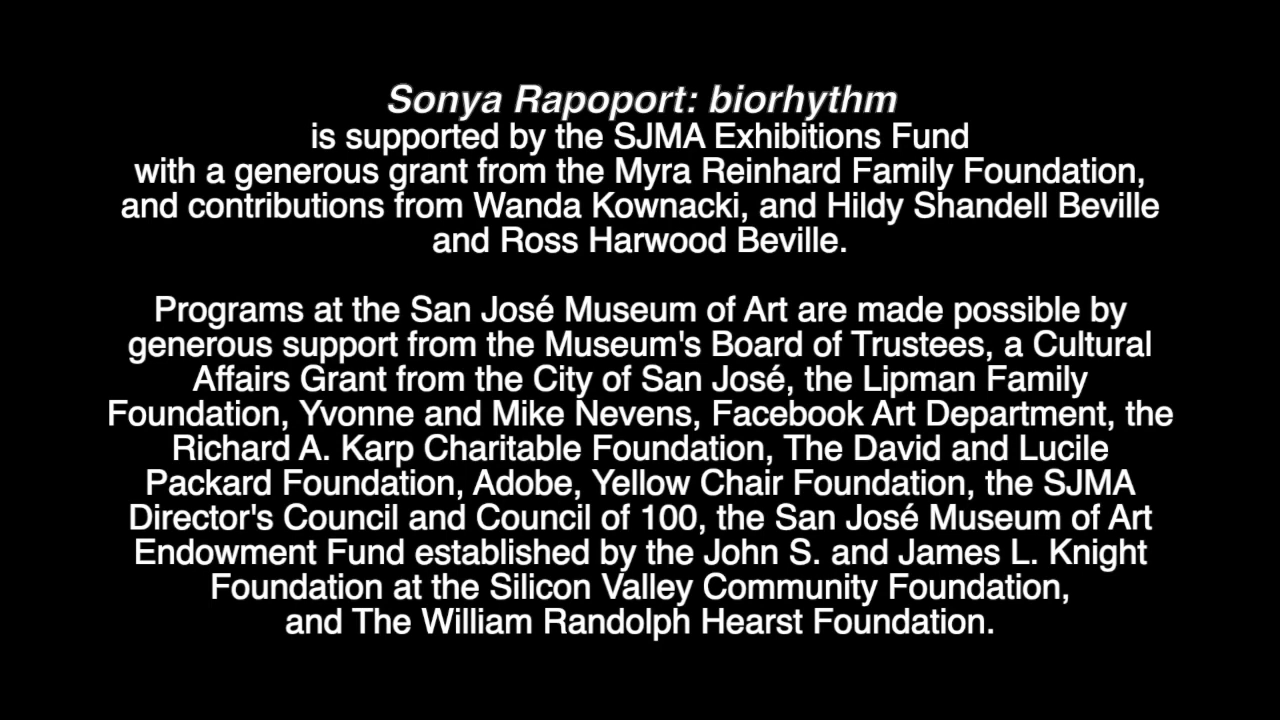 Sonya Rapoport: biorhythm
is supported by the SJMA Exhibitions Fund
with a generous grant from the Myra Reinhard Family Foundation,
and contributions from Wanda Kownacki, and Hildy Shandell Beville
and Ross Harwood Beville.
Programs at the San José Museum of Art are made possible by
generous support from the Museum's Board of Trustees, a Cultural
Affairs Grant from the City of San José, the Lipman Family
Foundation, Yvonne and Mike Nevens, Facebook Art Department, the
Richard A. Karp Charitable Foundation, The David and Lucile
Packard Foundation, Adobe, Yellow Chair Foundation, the SJMA
Director's Council and Council of 100, the San José Museum of Art
Endowment Fund established by the John S. and James L. Knight
Foundation at the Silicon Valley Community Foundation,
and The William Randolph Hearst Foundation.